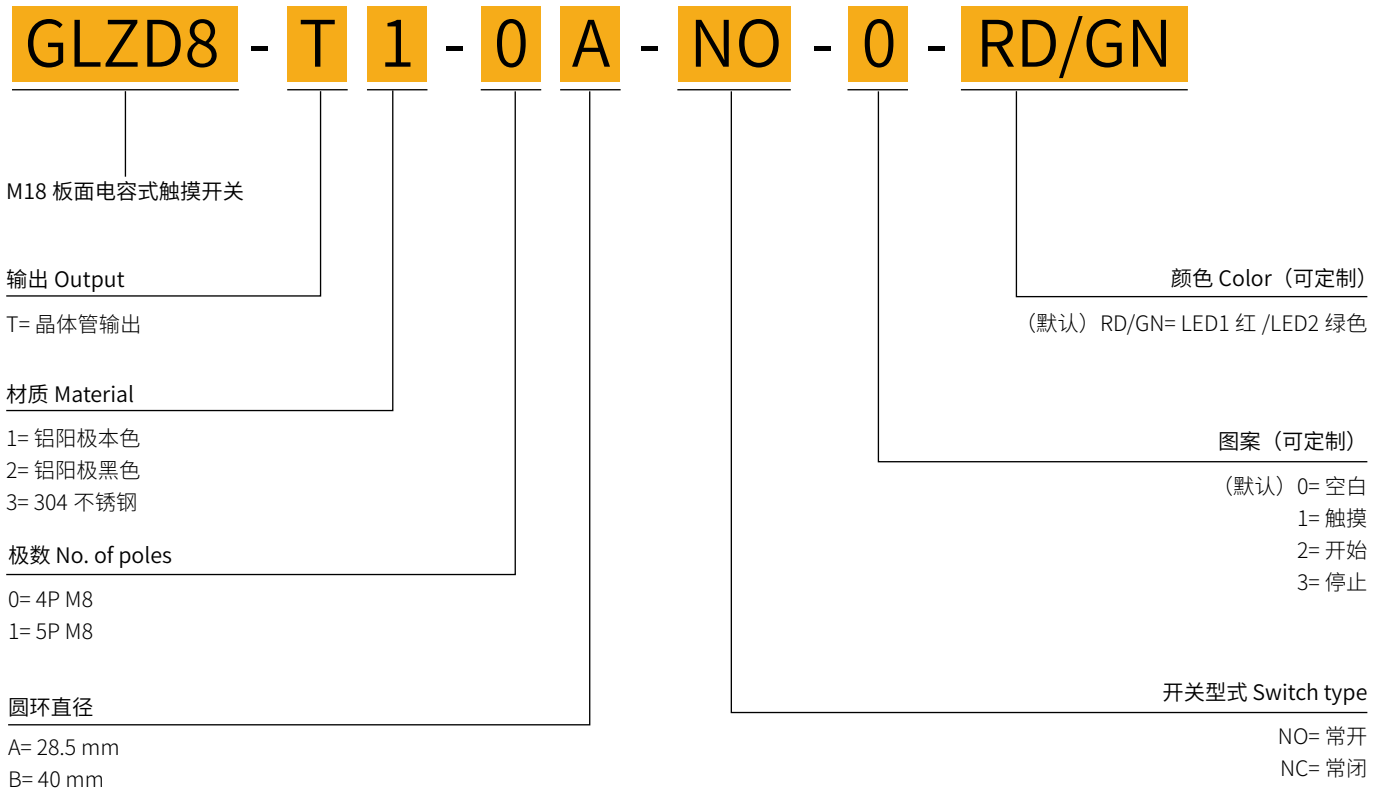 GLZD8 - T 1 - 0 A - NO - 0 - RD/GN
M18 板面电容式触摸开关
输出 Output
T= 晶体管输出
材质 Material
1= 铝阳极本色
2= 铝阳极黑色
3= 304 不锈钢
极数 No. of poles
0= 4P M8
1= 5P M8
圆环直径
A= 28.5 mm
B= 40 mm
颜色 Color（可定制）
（默认）RD/GN= LED1 红 /LED2 绿色
图案（可定制）
（默认）0= 空白
1= 触摸
2= 开始
3= 停止
开关型式 Switch type
NO= 常开
NC= 常闭